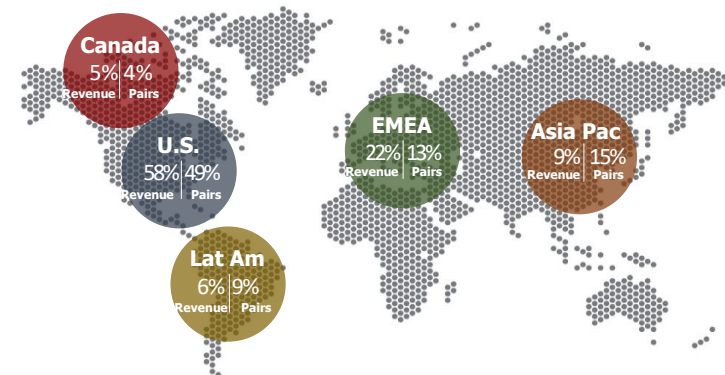 Canada
5% 4%
Revenue Pairs
U.S.
58% 49%
Revenue Pairs
EMEA
22% 13%
Revenue Pairs
Asia Pac
9% 15%
Revenue Pairs
Lat Am
6% 9%
Revenue Pairs